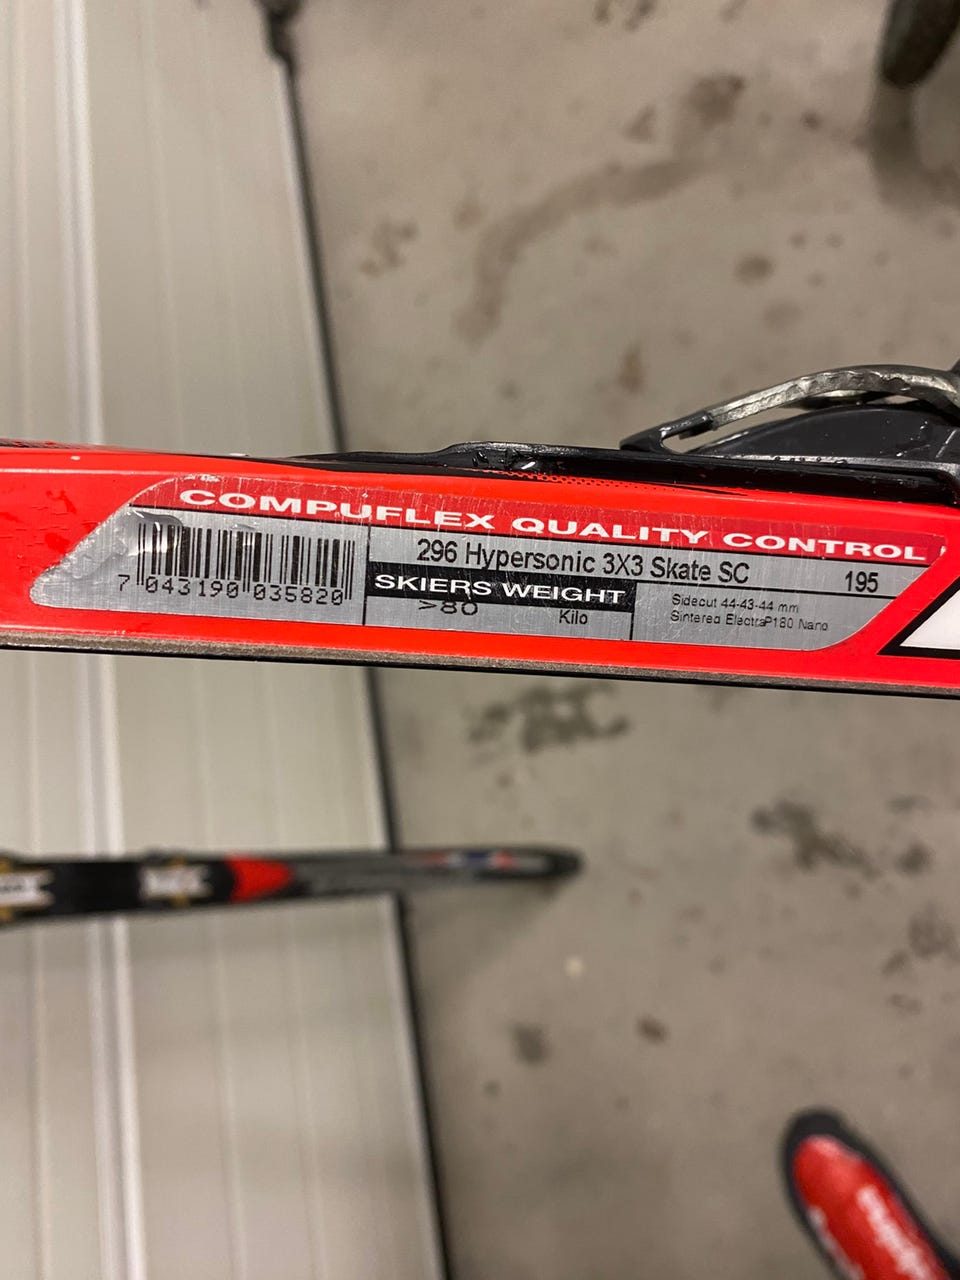 COMPUFLEX QUALITY CONTROL
296 Hypersonic 3X3 Skate SC 195
SKIERS WEIGHT
>80 Kilo
Sidecut 44-43-44 mm
Sintered ElectraP180 Nano
7 043190 035820